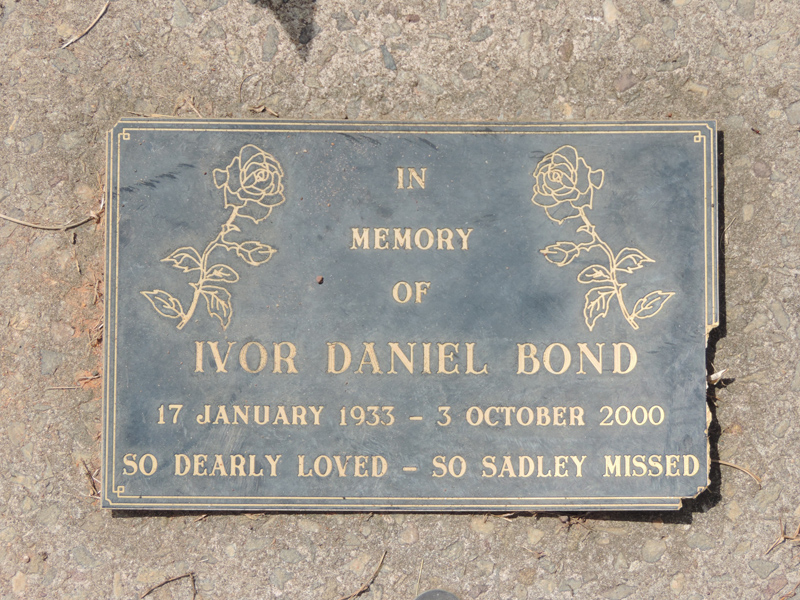 IN
MEMORY
OF
IVOR DANIEL BOND
17 JANUARY 1933 – 3 OCTOBER 2000
SO DEARLY LOVED – SO SADLEY MISSED